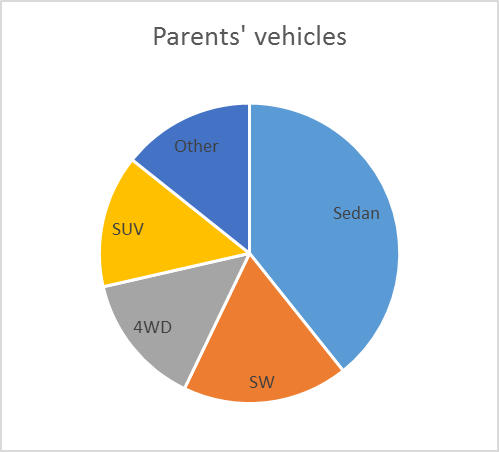 Parents' vehicles
Other
Sedan
SUV
4WD
SW